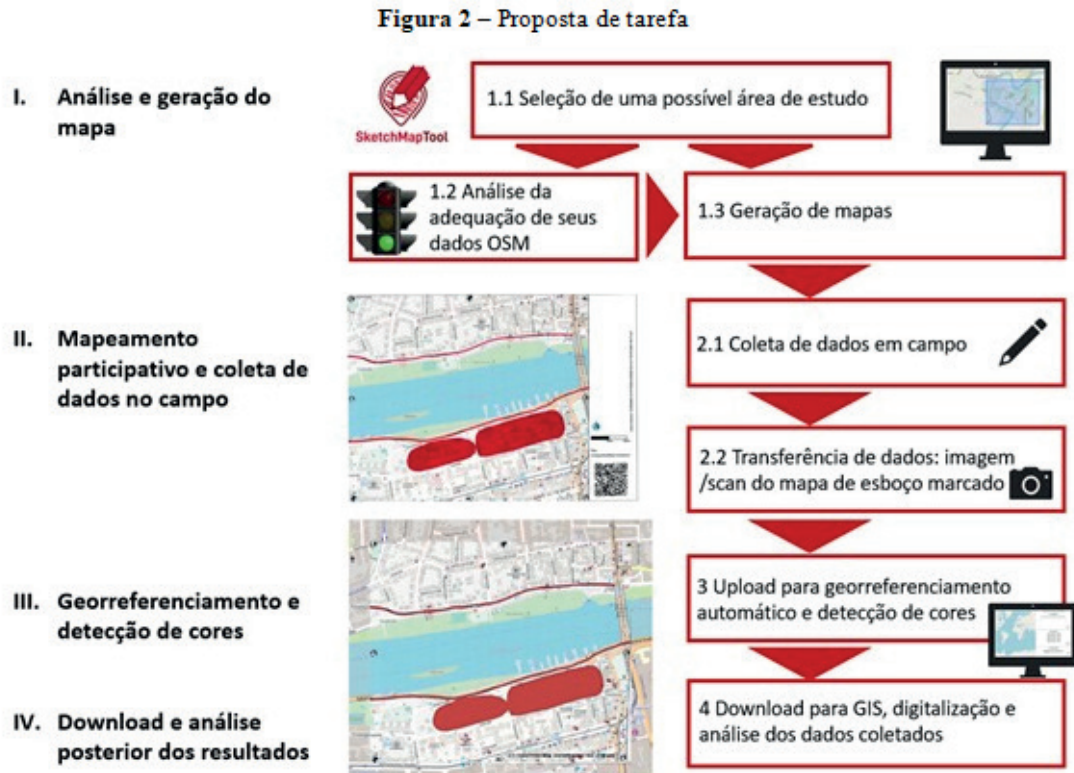 Figura 2 – Proposta de tarefa
I. Análise e geração do
mapa
SketchMapTool
1.1 Seleção de uma possível área de estudo
1.2 Análise da
adequação de seus
dados OSM
1.3 Geração de mapas
II. Mapeamento
participativo e coleta de
dados no campo
2.1 Coleta de dados em campo
2.2 Transferência de dados: imagem
/scan do mapa de esboço marcado
III. Georreferenciamento e
detecção de cores
3 Upload para georreferenciamento
automático e detecção de cores
IV. Download e análise
posterior dos resultados
4 Download para GIS, digitalização e
análise dos dados coletados